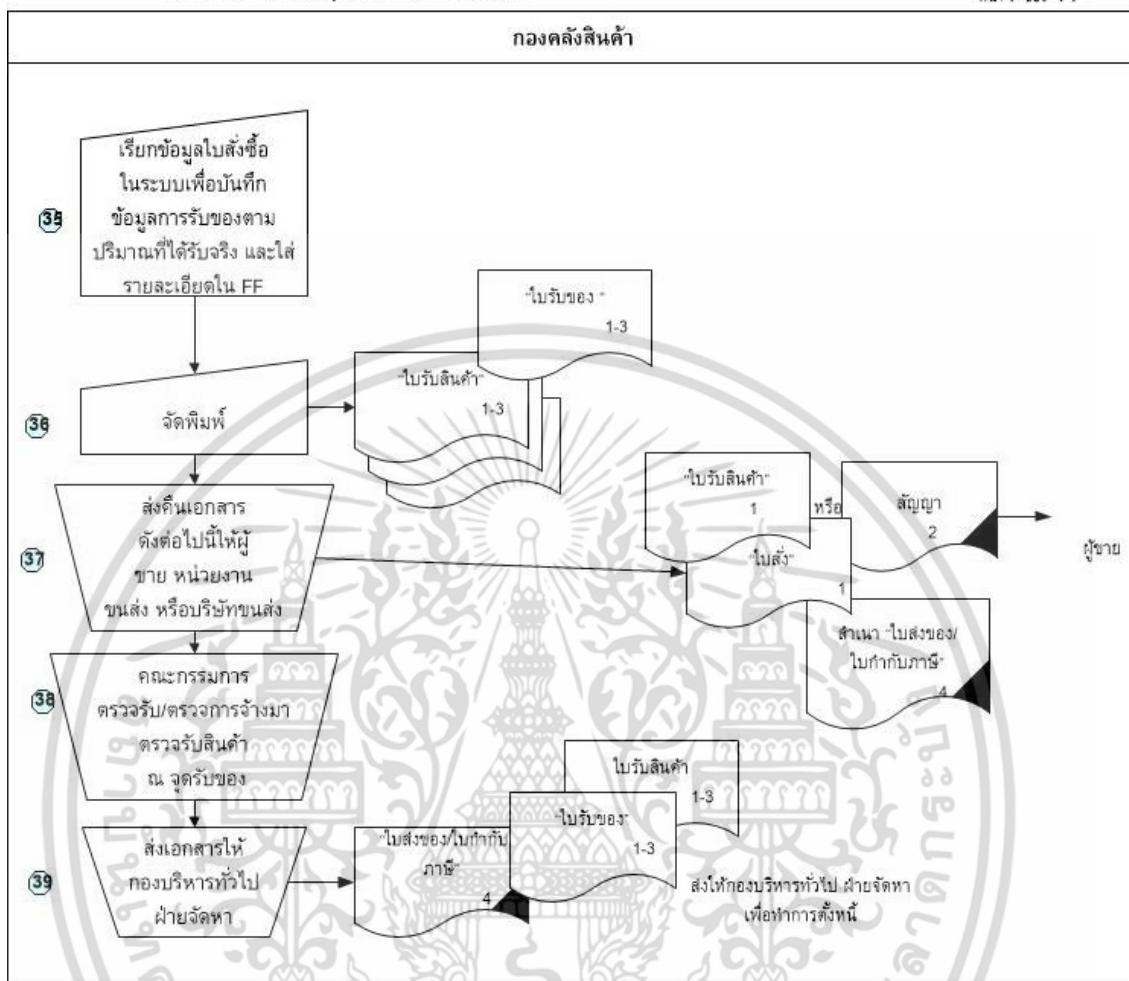 กองคลังสินค้า
35
เรียกข้อมูลใบสั่งซื้อ
ในระบบเพื่อบันทึก
ข้อมูลการรับของตาม
ปริมาณที่ได้รับจริง และใส่
รายละเอียดใน FF
36
จัดพิมพ์
"ใบรับสินค้า"
1-3
"ใบรับของ "
1-3
37
ส่งคืนเอกสาร
ดังต่อไปนี้ให้ผู้
ขาย หน่วยงาน
ขนส่ง หรือบริษัทขนส่ง
"ใบรับสินค้า"
1
หรือ
สัญญา
2
"ใบสั่ง"
1
สำเนา "ใบส่งของ/
ใบกำกับภาษี"
4
ผู้ขาย
38
คณะกรรมการ
ตรวจรับ/ตรวจการจ้างมา
ตรวจรับสินค้า
ณ จุดรับของ
39
ส่งเอกสารให้
กองบริหารทั่วไป
ฝ่ายจัดหา
"ใบส่งของ/ใบกำกับ
ภาษี"
4
"ใบรับของ"
1-3
ใบรับสินค้า
1-3
ส่งให้กองบริหารทั่วไป ฝ่ายจัดหา
เพื่อทำการตั้งหนี้